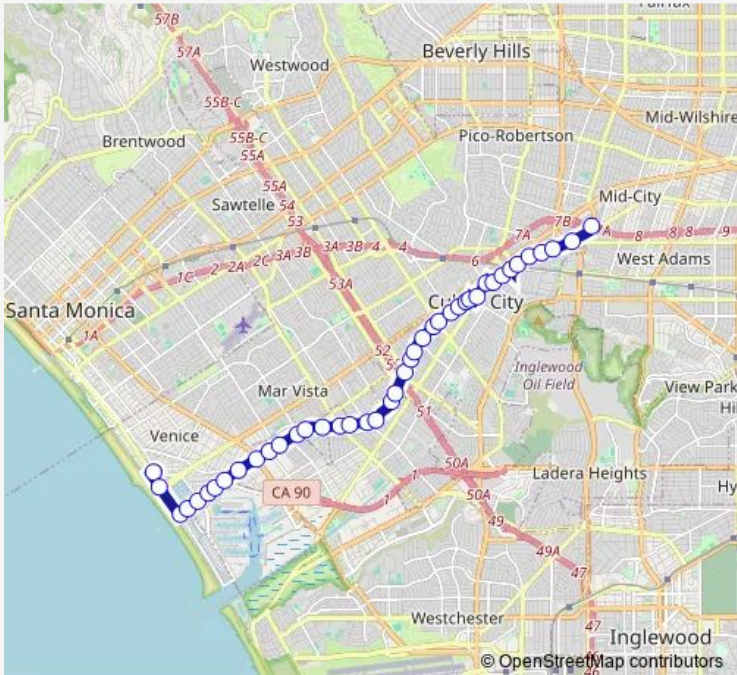 57B
Fairfax
57A
Beverly Hills
Westwood
55B-C
55B-C
Mid-Wilshire
Brentwood
Pico-Robertson
55A
55A
Mid-City
Sawtelle
54
53
7B
7A
8
8
8
9
3A
3B
4
4
6
West Adams
1C
2
2A
2C
3A
3B
53A
Santa Monica
City
1A
52
Inglewood
Oil Field
Mar Vista
View Park
51
Venice
50A
Ladera Heights
CA 90
1
1
50A
49
49A
47
Westchester
47
Inglewood
© OpenStreetMap contributors